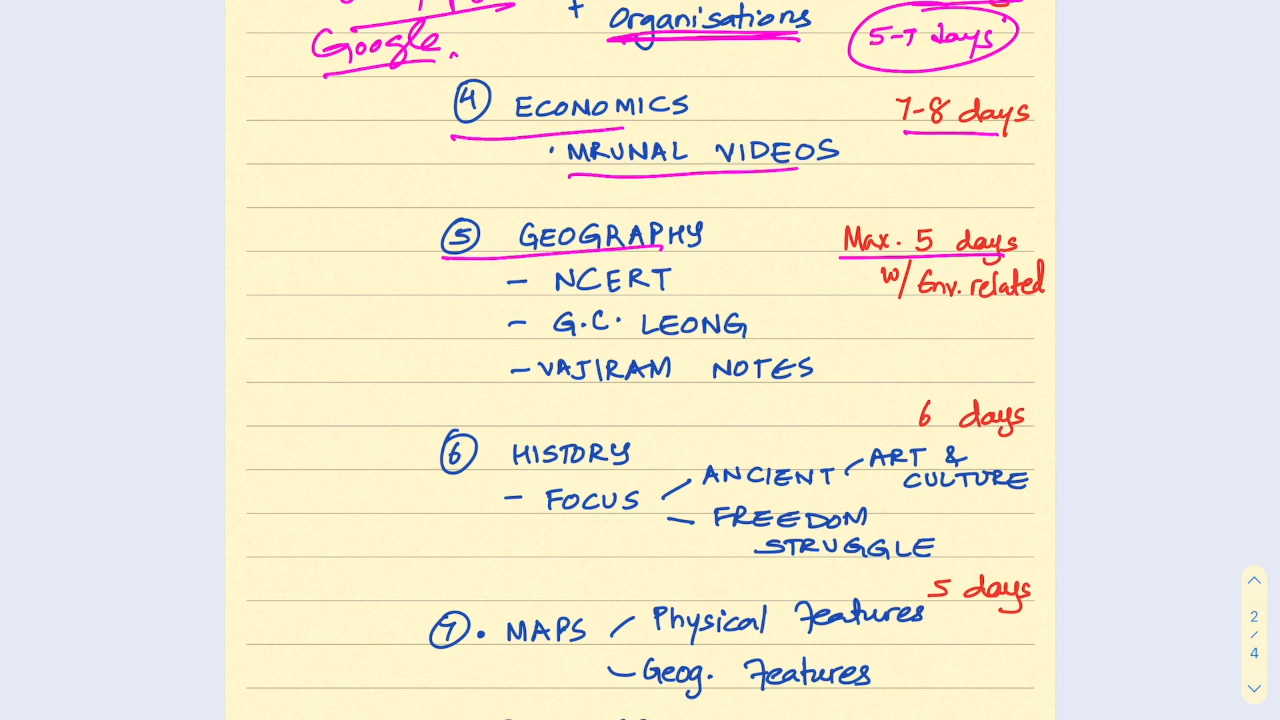 + Organisations
Google.
5-7 days
④ ECONOMICS 7-8 days
· MRUNAL VIDEOS
⑤ GEOGRAPHY Max. 5 days
- NCERT w/ Env. related
- G.C. LEONG
- VAJIRAM NOTES
6 days
⑥ HISTORY
- FOCUS ANCIENT ART &
CULTURE
- FREEDOM
STRUGGLE
5 days
⑦ . MAPS Physical Features
- Geog. Features
2
/
4